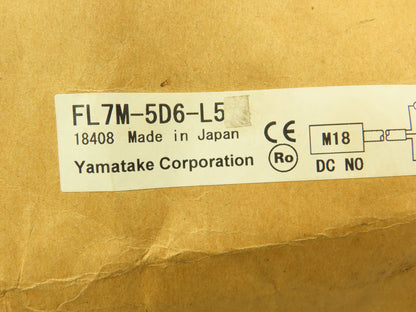 FL7M-5D6-L5
18408 Made in Japan
Yamatake Corporation
CE
Ro
M18
DC NO